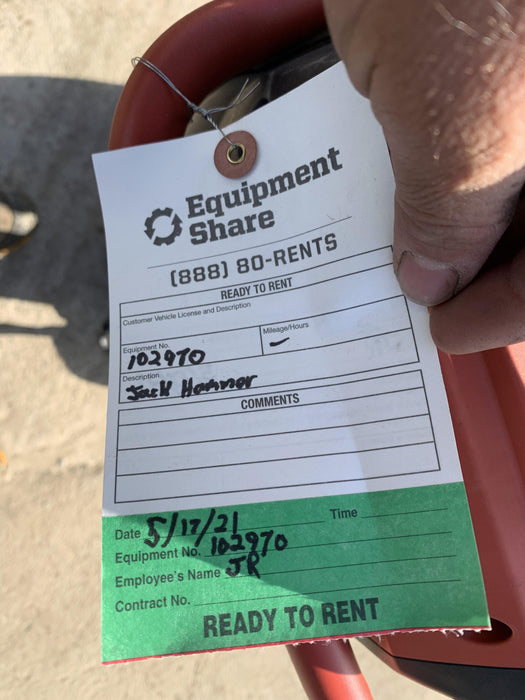 Equipment
Share
(888) 80-RENTS
READY TO RENT
Customer Vehicle License and Description
Equipment No. Mileage/Hours
102970 -
Description
Jack Hammor
COMMENTS
Date 5/17/21 Time
Equipment No. 102970
Employee's Name JR
Contract No.
READY TO RENT